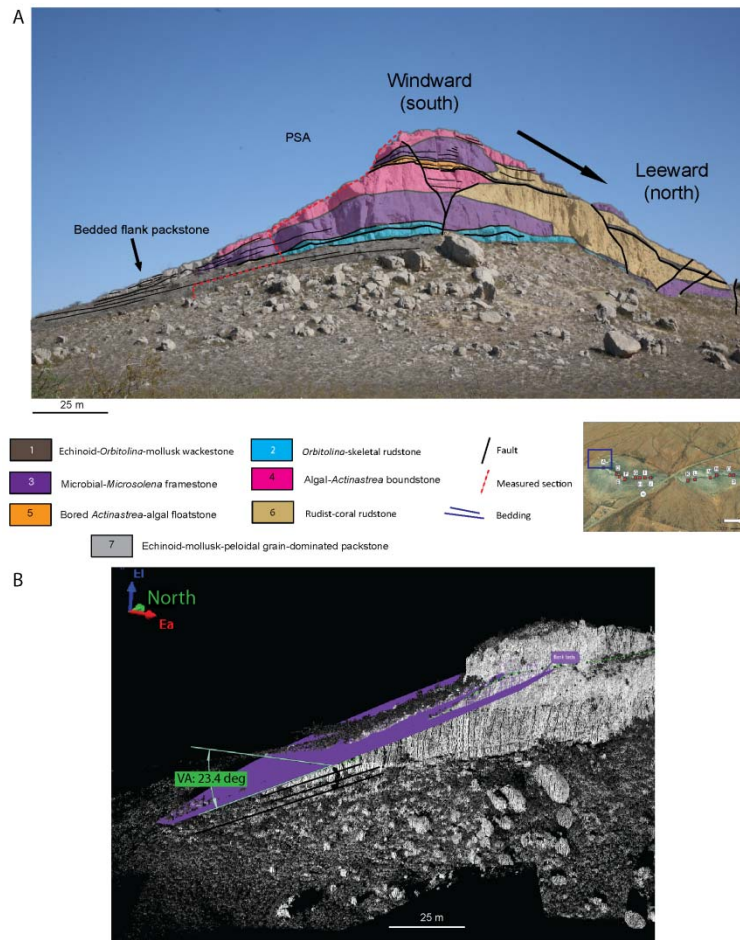 A
Windward
(south)
PSA
Leeward
(north)
Bedded flank packstone
25 m
1 Echinoid-Orbitolina-mollusk wackestone
2 Orbitolina-skeletal rudstone
Fault
3 Microbial-Microsolena framestone
4 Algal-Actinastrea boundstone
Measured section
5 Bored Actinastrea-algal floatstone
6 Rudist-coral rudstone
Bedding
7 Echinoid-mollusk-peloidal grain-dominated packstone
B
El
North
Ea
VA: 23.4 deg
25 m